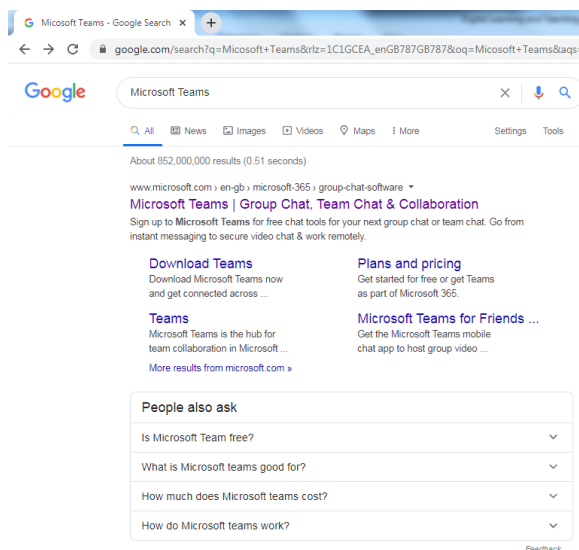 Micosoft Teams - Google Search
google.com/search?q=Micosoft+Teams&rlz=1C1GCEA_enGB787GB787&oq=Micosoft+Teams&aqs=
Google
Microsoft Teams
All News Images Videos Maps More Settings Tools
About 852,000,000 results (0.51 seconds)
www.microsoft.com › en-gb › microsoft-365 › group-chat-software
Microsoft Teams | Group Chat, Team Chat & Collaboration
Sign up to Microsoft Teams for free chat tools for your next group chat or team chat. Go from
instant messaging to secure video chat & work remotely.
Download Teams
Download Microsoft Teams now
and get connected across ...
Plans and pricing
Get started for free or get Teams
as part of Microsoft 365.
Teams
Microsoft Teams is the hub for
team collaboration in Microsoft ...
Microsoft Teams for Friends ...
Get the Microsoft Teams mobile
chat app to host group video ...
More results from microsoft.com »
People also ask
Is Microsoft Team free?
What is Microsoft teams good for?
How much does Microsoft teams cost?
How do Microsoft teams work?
Feedback